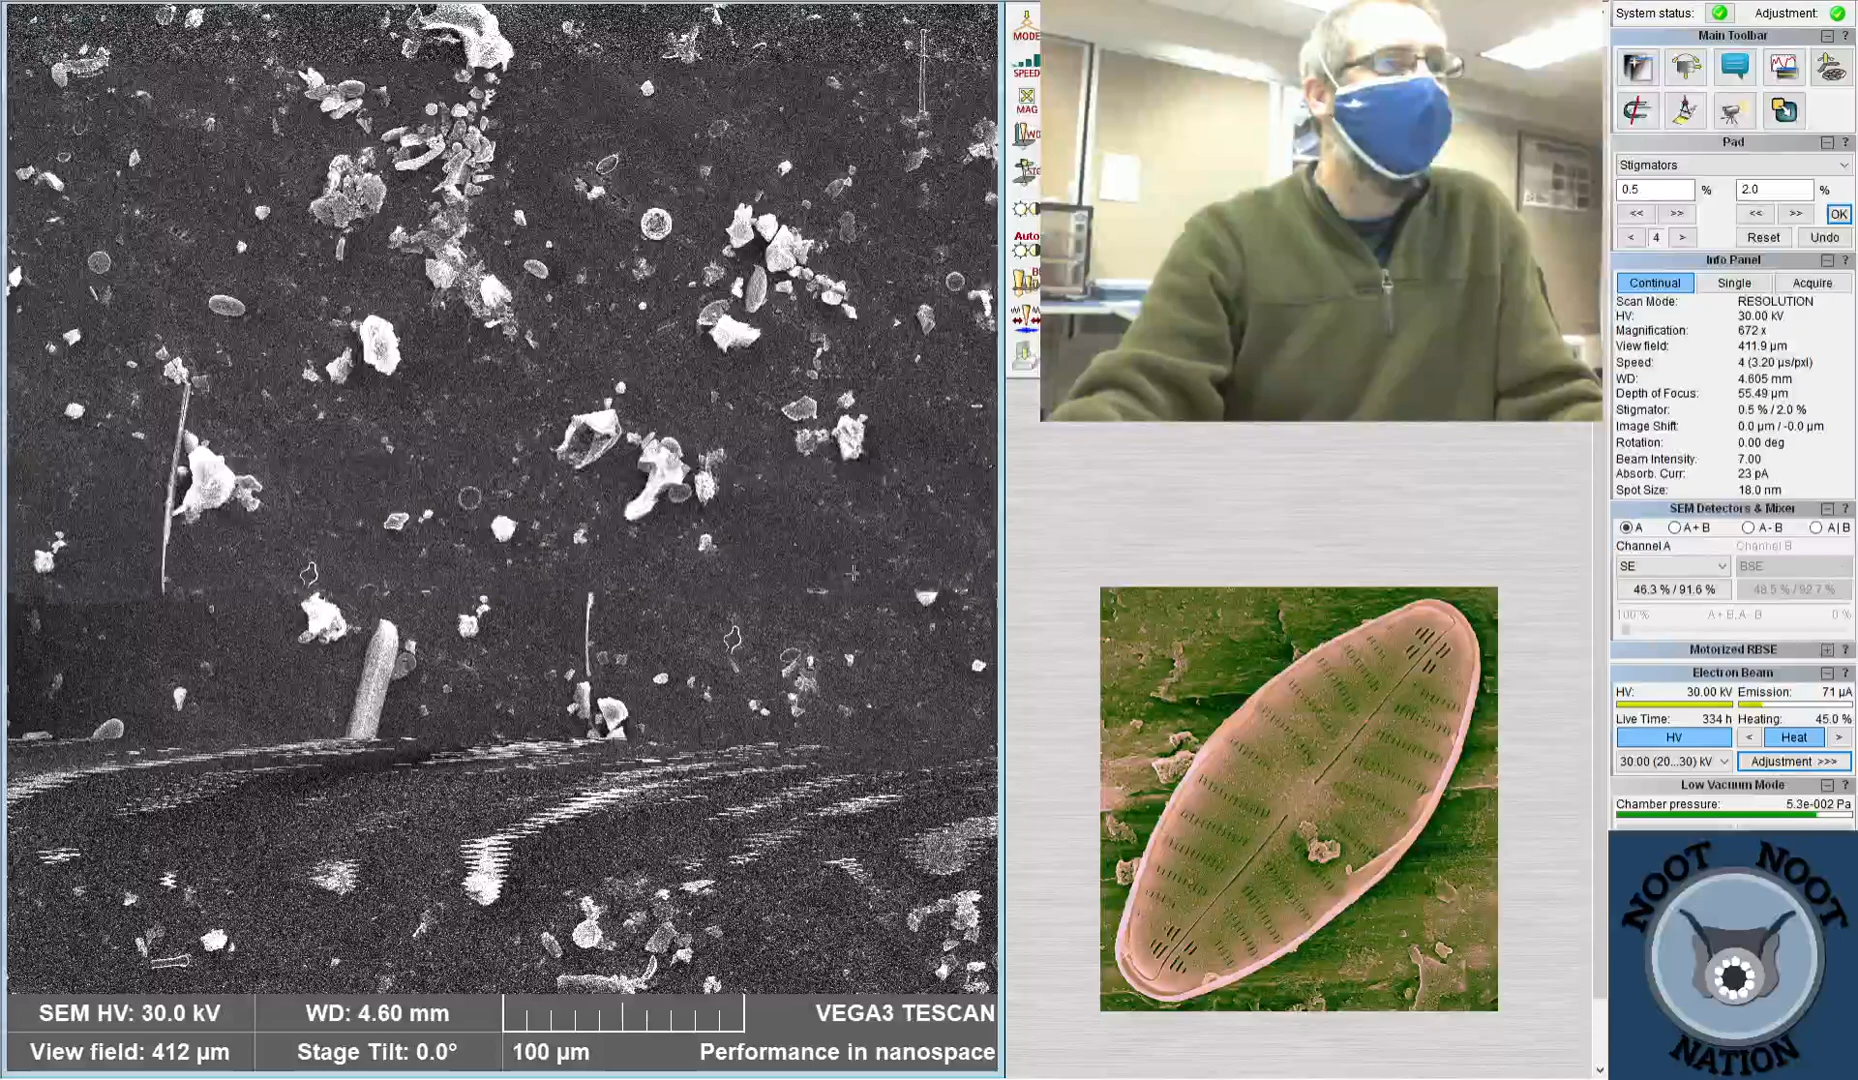 SEM HV: 30.0 kV
WD: 4.60 mm
VEGA3 TESCAN
View field: 412 µm
Stage Tilt: 0.0°
100 µm
Performance in nanospace
MODE
SPEED
MAG
WD
Auto
System status:
Adjustment:
Main Toolbar
Pad
Stigmators
0.5 %
2.0 %
<< >>
<< >> OK
< 4 >
Reset
Undo
Info Panel
Continual
Single
Acquire
Scan Mode: RESOLUTION
HV: 30.00 kV
Magnification: 672 x
View field: 411.9 µm
Speed: 4 (3.20 µs/pxl)
WD: 4.605 mm
Depth of Focus: 55.49 µm
Stigmator: 0.5 % / 2.0 %
Image Shift: 0.0 µm / -0.0 µm
Rotation: 0.00 deg
Beam Intensity: 7.00
Absorb. Curr: 23 pA
Spot Size: 18.0 nm
SEM Detectors & Mixer
A
A + B
A - B
A | B
Channel A
Channel B
SE
BSE
46.3 % / 91.6 %
48.5 % / 92.7 %
100 %
A + B, A - B
0 %
Motorized RBSE
Electron Beam
HV: 30.00 kV
Emission: 71 µA
Live Time: 334 h
Heating: 45.0 %
HV
< Heat >
30.00 (20...30) kV
Adjustment >>>
Low Vacuum Mode
Chamber pressure: 5.3e-002 Pa
NOOT NOOT
NATION